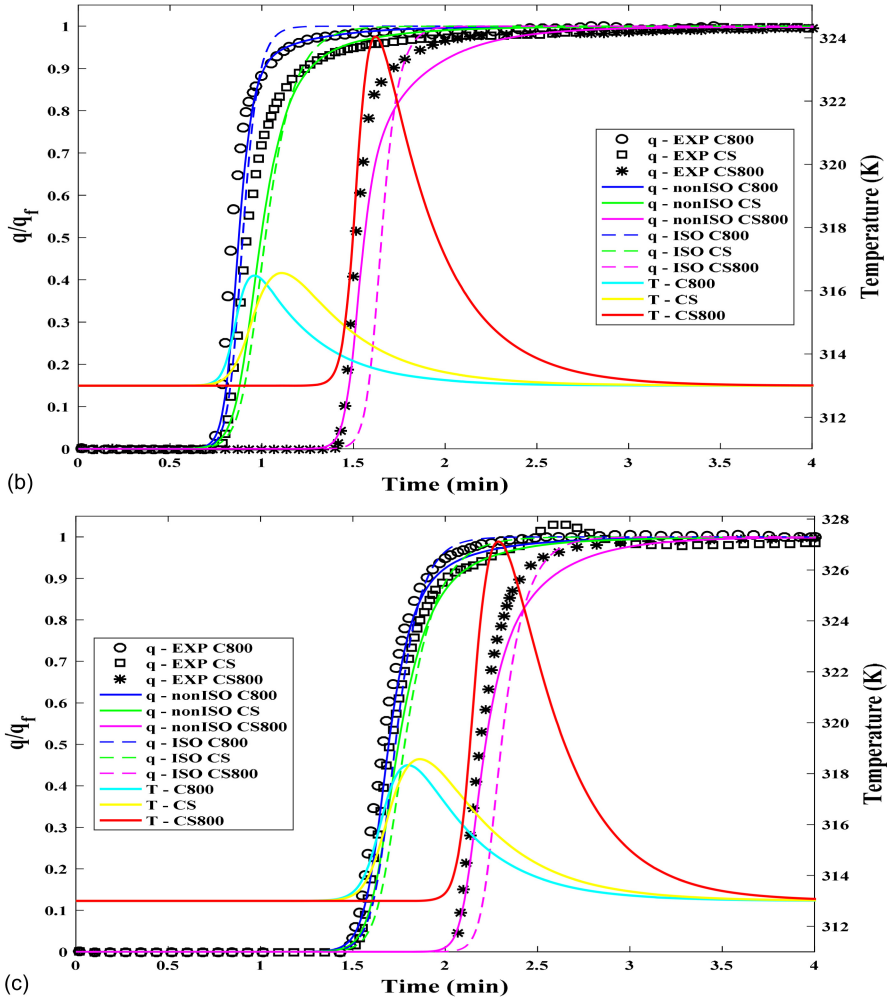 1
0.9
0.8
0.7
0.6
0.5
0.4
0.3
0.2
0.1
0
q/qf
0 0.5 1 1.5 2 2.5 3 3.5 4
Time (min)
324
322
320
318
316
314
312
Temperature (K)
q - EXP C800
q - EXP CS
q - EXP CS800
q - nonISO C800
q - nonISO CS
q - nonISO CS800
q - ISO C800
q - ISO CS
q - ISO CS800
T - C800
T - CS
T - CS800
(b)
1
0.9
0.8
0.7
0.6
0.5
0.4
0.3
0.2
0.1
0
q/qf
0 0.5 1 1.5 2 2.5 3 3.5 4
Time (min)
328
326
324
322
320
318
316
314
312
Temperature (K)
q - EXP C800
q - EXP CS
q - EXP CS800
q - nonISO C800
q - nonISO CS
q - nonISO CS800
q - ISO C800
q - ISO CS
q - ISO CS800
T - C800
T - CS
T - CS800
(c)